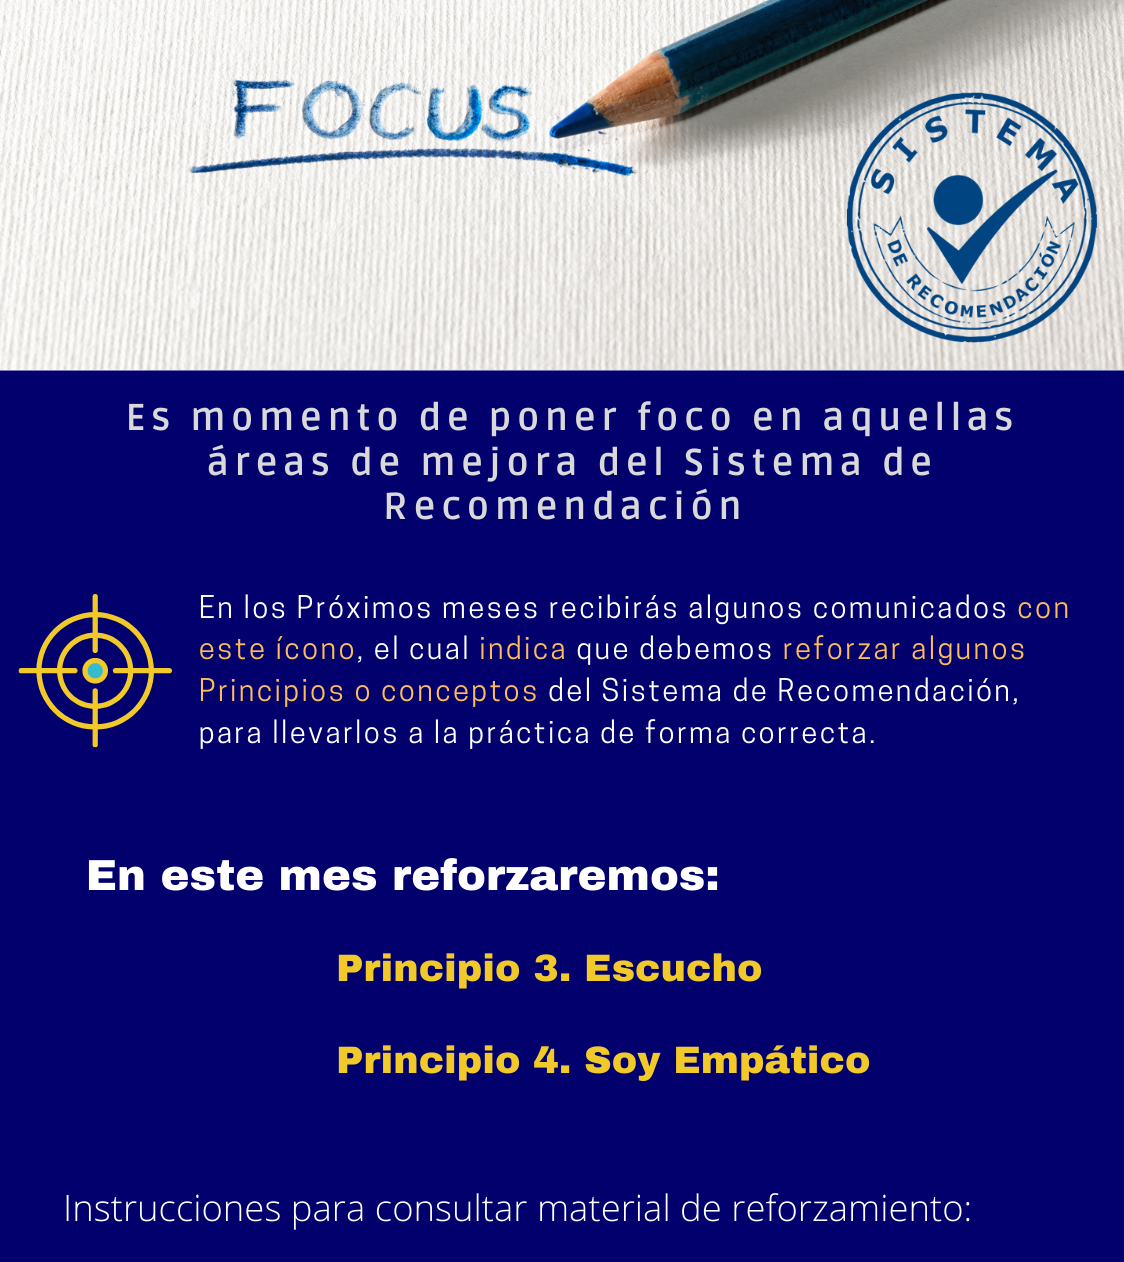 FOCUS
SISTEMA
DE RECOMENDACIÓN
Es momento de poner foco en aquellas
áreas de mejora del Sistema de
Recomendación
En los Próximos meses recibirás algunos comunicados con
este ícono, el cual indica que debemos reforzar algunos
Principios o conceptos del Sistema de Recomendación,
para llevarlos a la práctica de forma correcta.
En este mes reforzaremos:
Principio 3. Escucho
Principio 4. Soy Empático
Instrucciones para consultar material de reforzamiento: